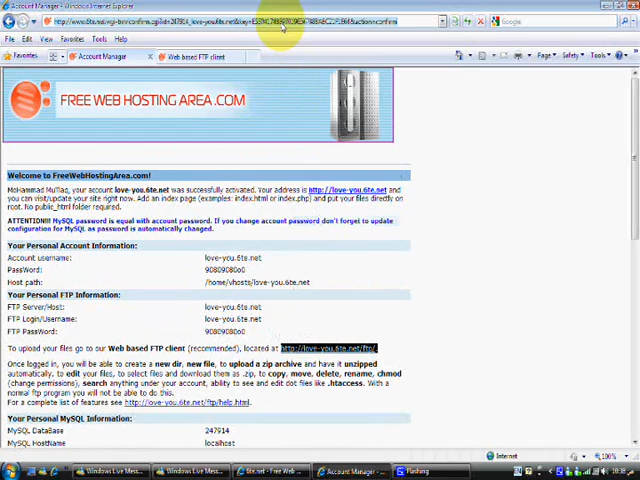 Account Manager - Internet Explorer
Google
File Edit View Favorites Tools Help
Favorites Account Manager Web based FTP client
Page Safety Tools
FREE WEB HOSTING AREA.COM
Welcome to FreeWebHostingArea.com!
your account love-you.6te.net was successfully activated. Your address is http://love-you.6te.net and
you can visit/update your site right now. Add an index page (examples: index.html or index.php) and put your files directly on
root. No public_html folder required.
ATTENTION!!! MySQL password is equal with account password. If you change account password don't forget to update
configuration for MySQL as password is automatically changed.
Your Personal Account Information:
Account username: love-you.6te.net
PassWord: 90809080o0
Host path: /home/vhosts/love-you.6te.net
Your Personal FTP Information:
FTP Server/Host: love-you.6te.net
FTP Login/Username: love-you.6te.net
FTP PassWord: 90809080o0
To upload your files go to our Web based FTP client (recommended), located at http://love-you.6te.net/ftp/
Once logged in, you will be able to create a new dir, new file, to upload a zip archive and have it unzipped
automatically, to edit your files, to select files and download them as .zip, to copy, move, delete, rename, chmod
(change permissions), search anything under your account, ability to see and edit dot files like .htaccess. With a
normal ftp program you will not be able to do this.
For a complete list of features see http://love-you.6te.net/ftp/help.html.
Your Personal MySQL Information:
MySQL DataBase 247914
MySQL HostName localhost
Internet 100%
Windows Live Mess... Windows Live Mess... 6te.net - Free Web ... Account Manager - ... Flashing EN 10:38